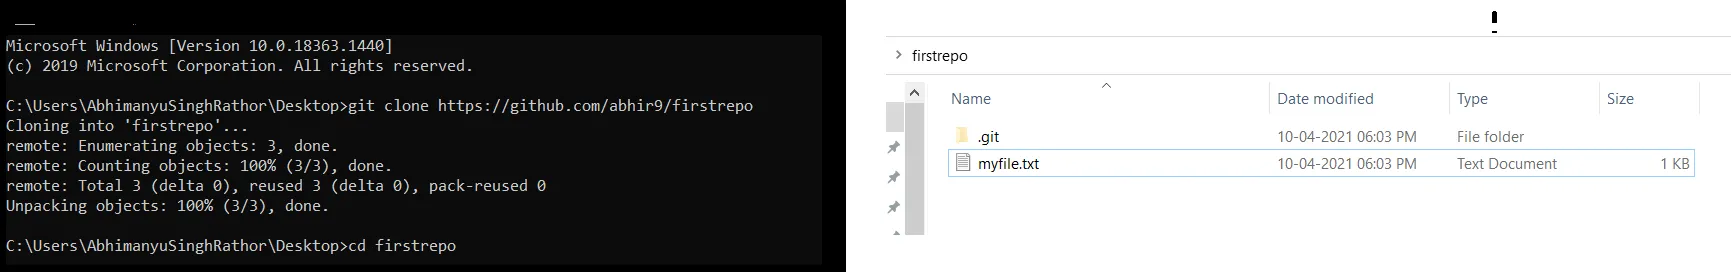 Microsoft Windows [Version 10.0.18363.1440]
(c) 2019 Microsoft Corporation. All rights reserved.
C:\Users\AbhimanyuSinghRathor\Desktop>git clone https://github.com/abhir9/firstrepo
Cloning into 'firstrepo'...
remote: Enumerating objects: 3, done.
remote: Counting objects: 100% (3/3), done.
remote: Total 3 (delta 0), reused 3 (delta 0), pack-reused 0
Unpacking objects: 100% (3/3), done.
C:\Users\AbhimanyuSinghRathor\Desktop>cd firstrepo
firstrepo
Name Date modified Type Size
.git 10-04-2021 06:03 PM File folder
myfile.txt 10-04-2021 06:03 PM Text Document 1 KB